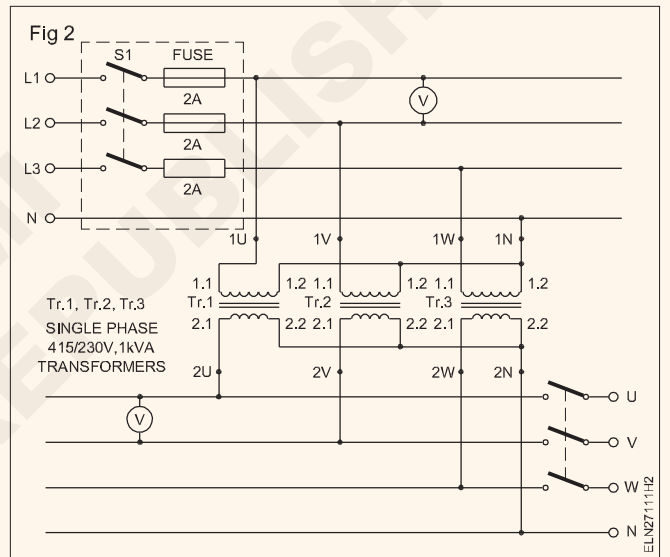 Fig 2
S1 FUSE
L1
2A
V
L2
2A
L3
2A
N
1U 1V 1W 1N
1.1 1.2 1.1 1.2 1.1 1.2
Tr.1 Tr.2 Tr.3
2.1 2.2 2.1 2.2 2.1 2.2
Tr.1, Tr.2, Tr.3
SINGLE PHASE
415/230V,1kVA
TRANSFORMERS
2U 2V 2W 2N
U
V
V
W
N
ELN27111H2